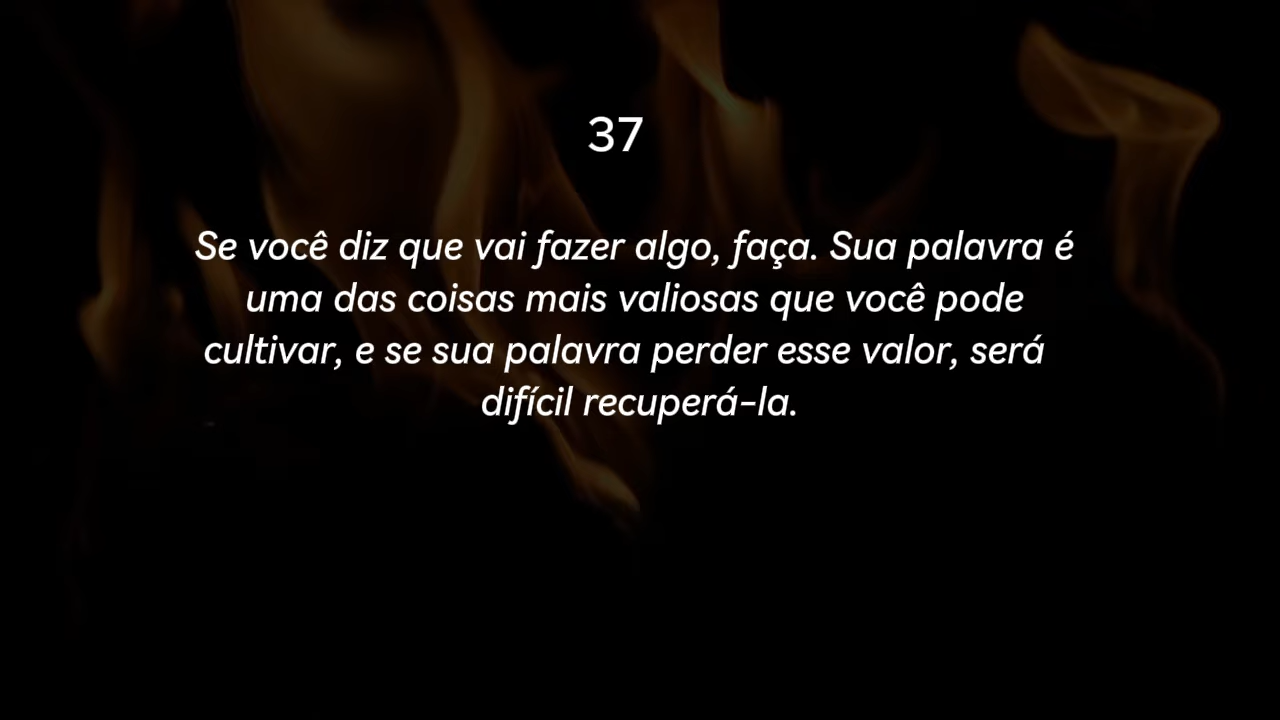 37
Se você diz que vai fazer algo, faça. Sua palavra é
uma das coisas mais valiosas que você pode
cultivar, e se sua palavra perder esse valor, será
difícil recuperá-la.